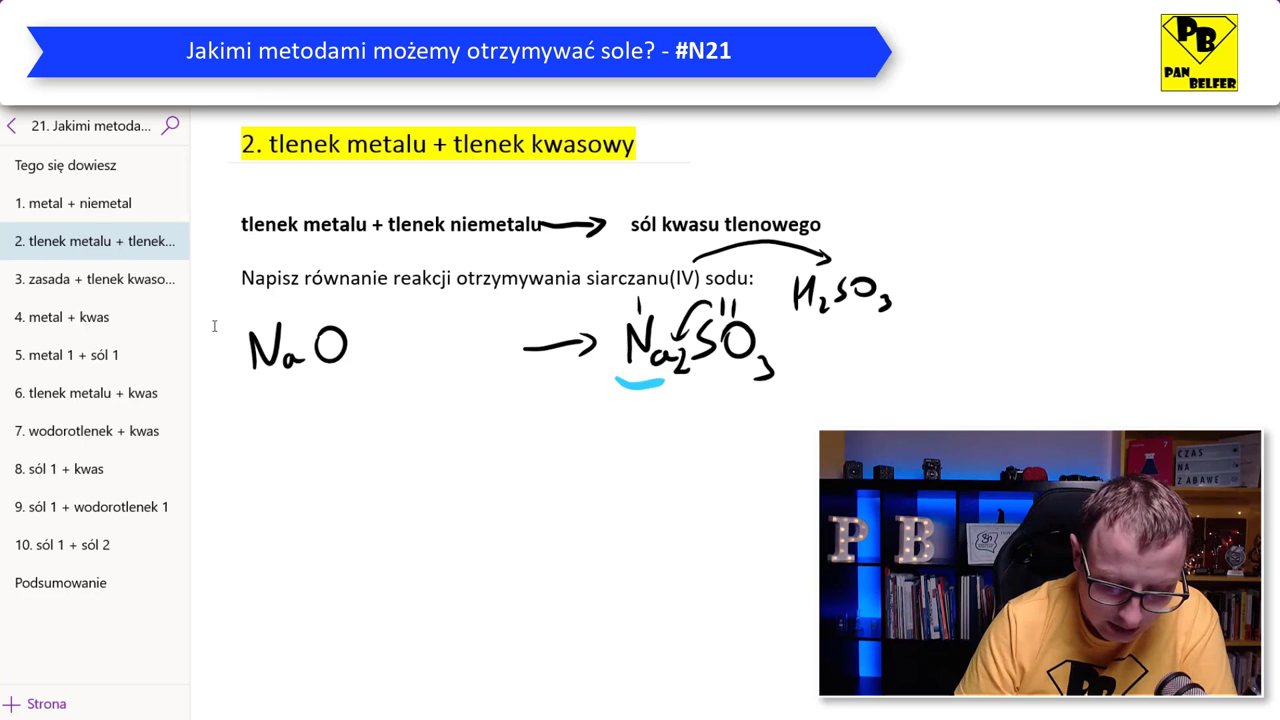 Jakimi metodami możemy otrzymywać sole? - #N21
PB
PAN
BELFER
21. Jakimi metoda...
Tego się dowiesz
1. metal + niemetal
2. tlenek metalu + tlenek...
3. zasada + tlenek kwaso...
4. metal + kwas
5. metal 1 + sól 1
6. tlenek metalu + kwas
7. wodorotlenek + kwas
8. sól 1 + kwas
9. sól 1 + wodorotlenek 1
10. sól 1 + sól 2
Podsumowanie
Strona
2. tlenek metalu + tlenek kwasowy
tlenek metalu + tlenek niemetalu → sól kwasu tlenowego
Napisz równanie reakcji otrzymywania siarczanu(IV) sodu:
H₂SO₃
I II
NaO → Na₂SO₃
CZAS
NA
ZABAWĘ
P B
PB